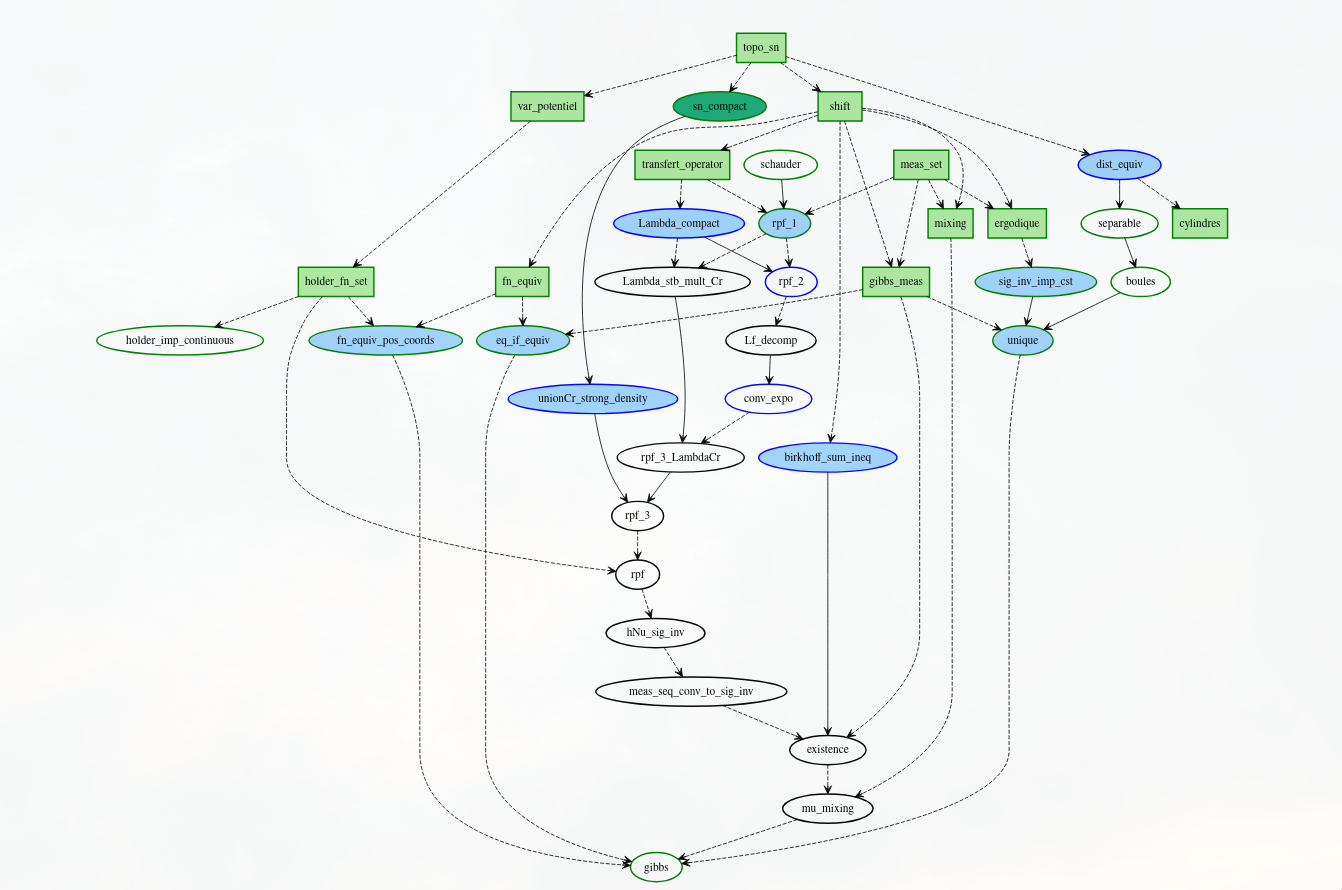 topo_sn
var_potentiel
sn_compact
shift
transfert_operator
schauder
meas_set
dist_equiv
Lambda_compact
rpf_1
mixing
ergodique
separable
cylindres
holder_fn_set
fn_equiv
Lambda_stb_mult_Cr
rpf_2
gibbs_meas
sig_inv_imp_cst
boules
holder_imp_continuous
fn_equiv_pos_coords
eq_if_equiv
Lf_decomp
unique
unionCr_strong_density
conv_expo
rpf_3_LambdaCr
birkhoff_sum_ineq
rpf_3
rpf
hNu_sig_inv
meas_seq_conv_to_sig_inv
existence
mu_mixing
gibbs